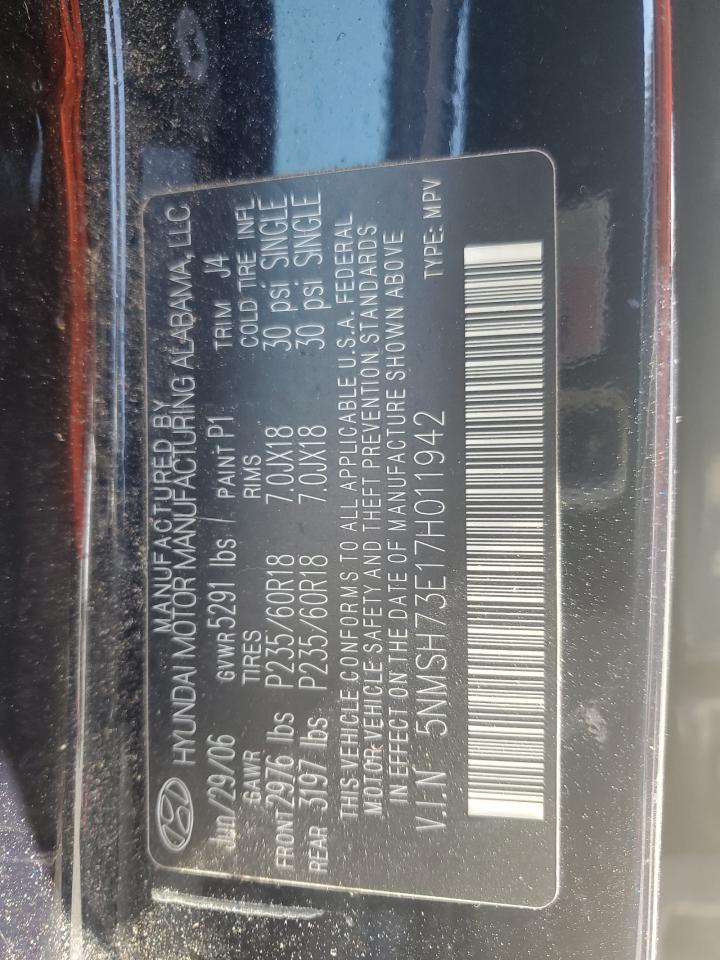 MANUFACTURED BY
HYUNDAI MOTOR MANUFACTURING ALABAMA, LLC
Jun/29/06 GVWR 5291 lbs / PAINT P1 TRIM J4
GAWR TIRES RIMS COLD TIRE INFL
FRONT 2976 lbs P235/60R18 7.0JX18 30 psi SINGLE
REAR 3197 lbs P235/60R18 7.0JX18 30 psi SINGLE
THIS VEHICLE CONFORMS TO ALL APPLICABLE U.S.A. FEDERAL
MOTOR VEHICLE SAFETY AND THEFT PREVENTION STANDARDS
IN EFFECT ON THE DATE OF MANUFACTURE SHOWN ABOVE
V.I.N 5NMSH73E17H011942 TYPE: MPV